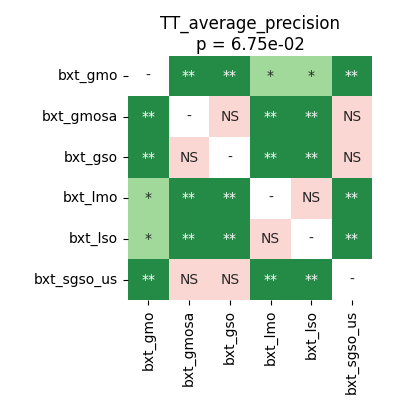 TT_average_precision
p = 6.75e-02
bxt_gmo - ** ** * * **
bxt_gmosa ** - NS ** ** NS
bxt_gso ** NS - ** ** NS
bxt_lmo * ** ** - NS **
bxt_lso * ** ** NS - **
bxt_sgso_us ** NS NS ** ** -
bxt_gmo bxt_gmosa bxt_gso bxt_lmo bxt_lso bxt_sgso_us